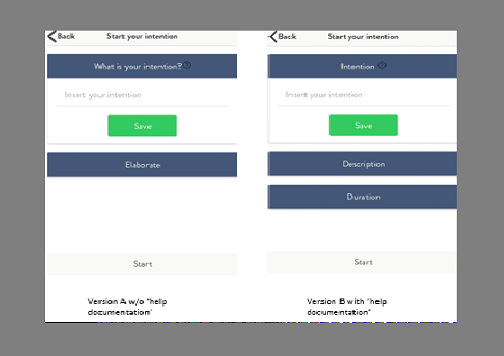 Back Start your intention
What is your intention?
Insert your intention
Save
Elaborate
Start
Version A w/o "help
documentation"
Back Start your intention
Intention
Insert your intention
Save
Description
Duration
Start
Version B with "help
documentation"